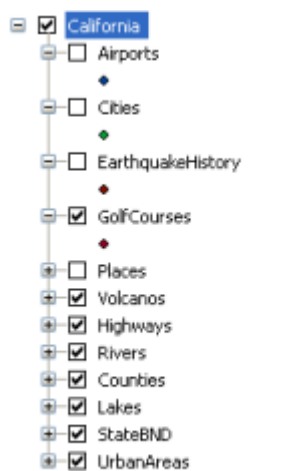 California
Airports
Cities
EarthquakeHistory
GolfCourses
Places
Volcanos
Highways
Rivers
Counties
Lakes
StateBND
UrbanAreas